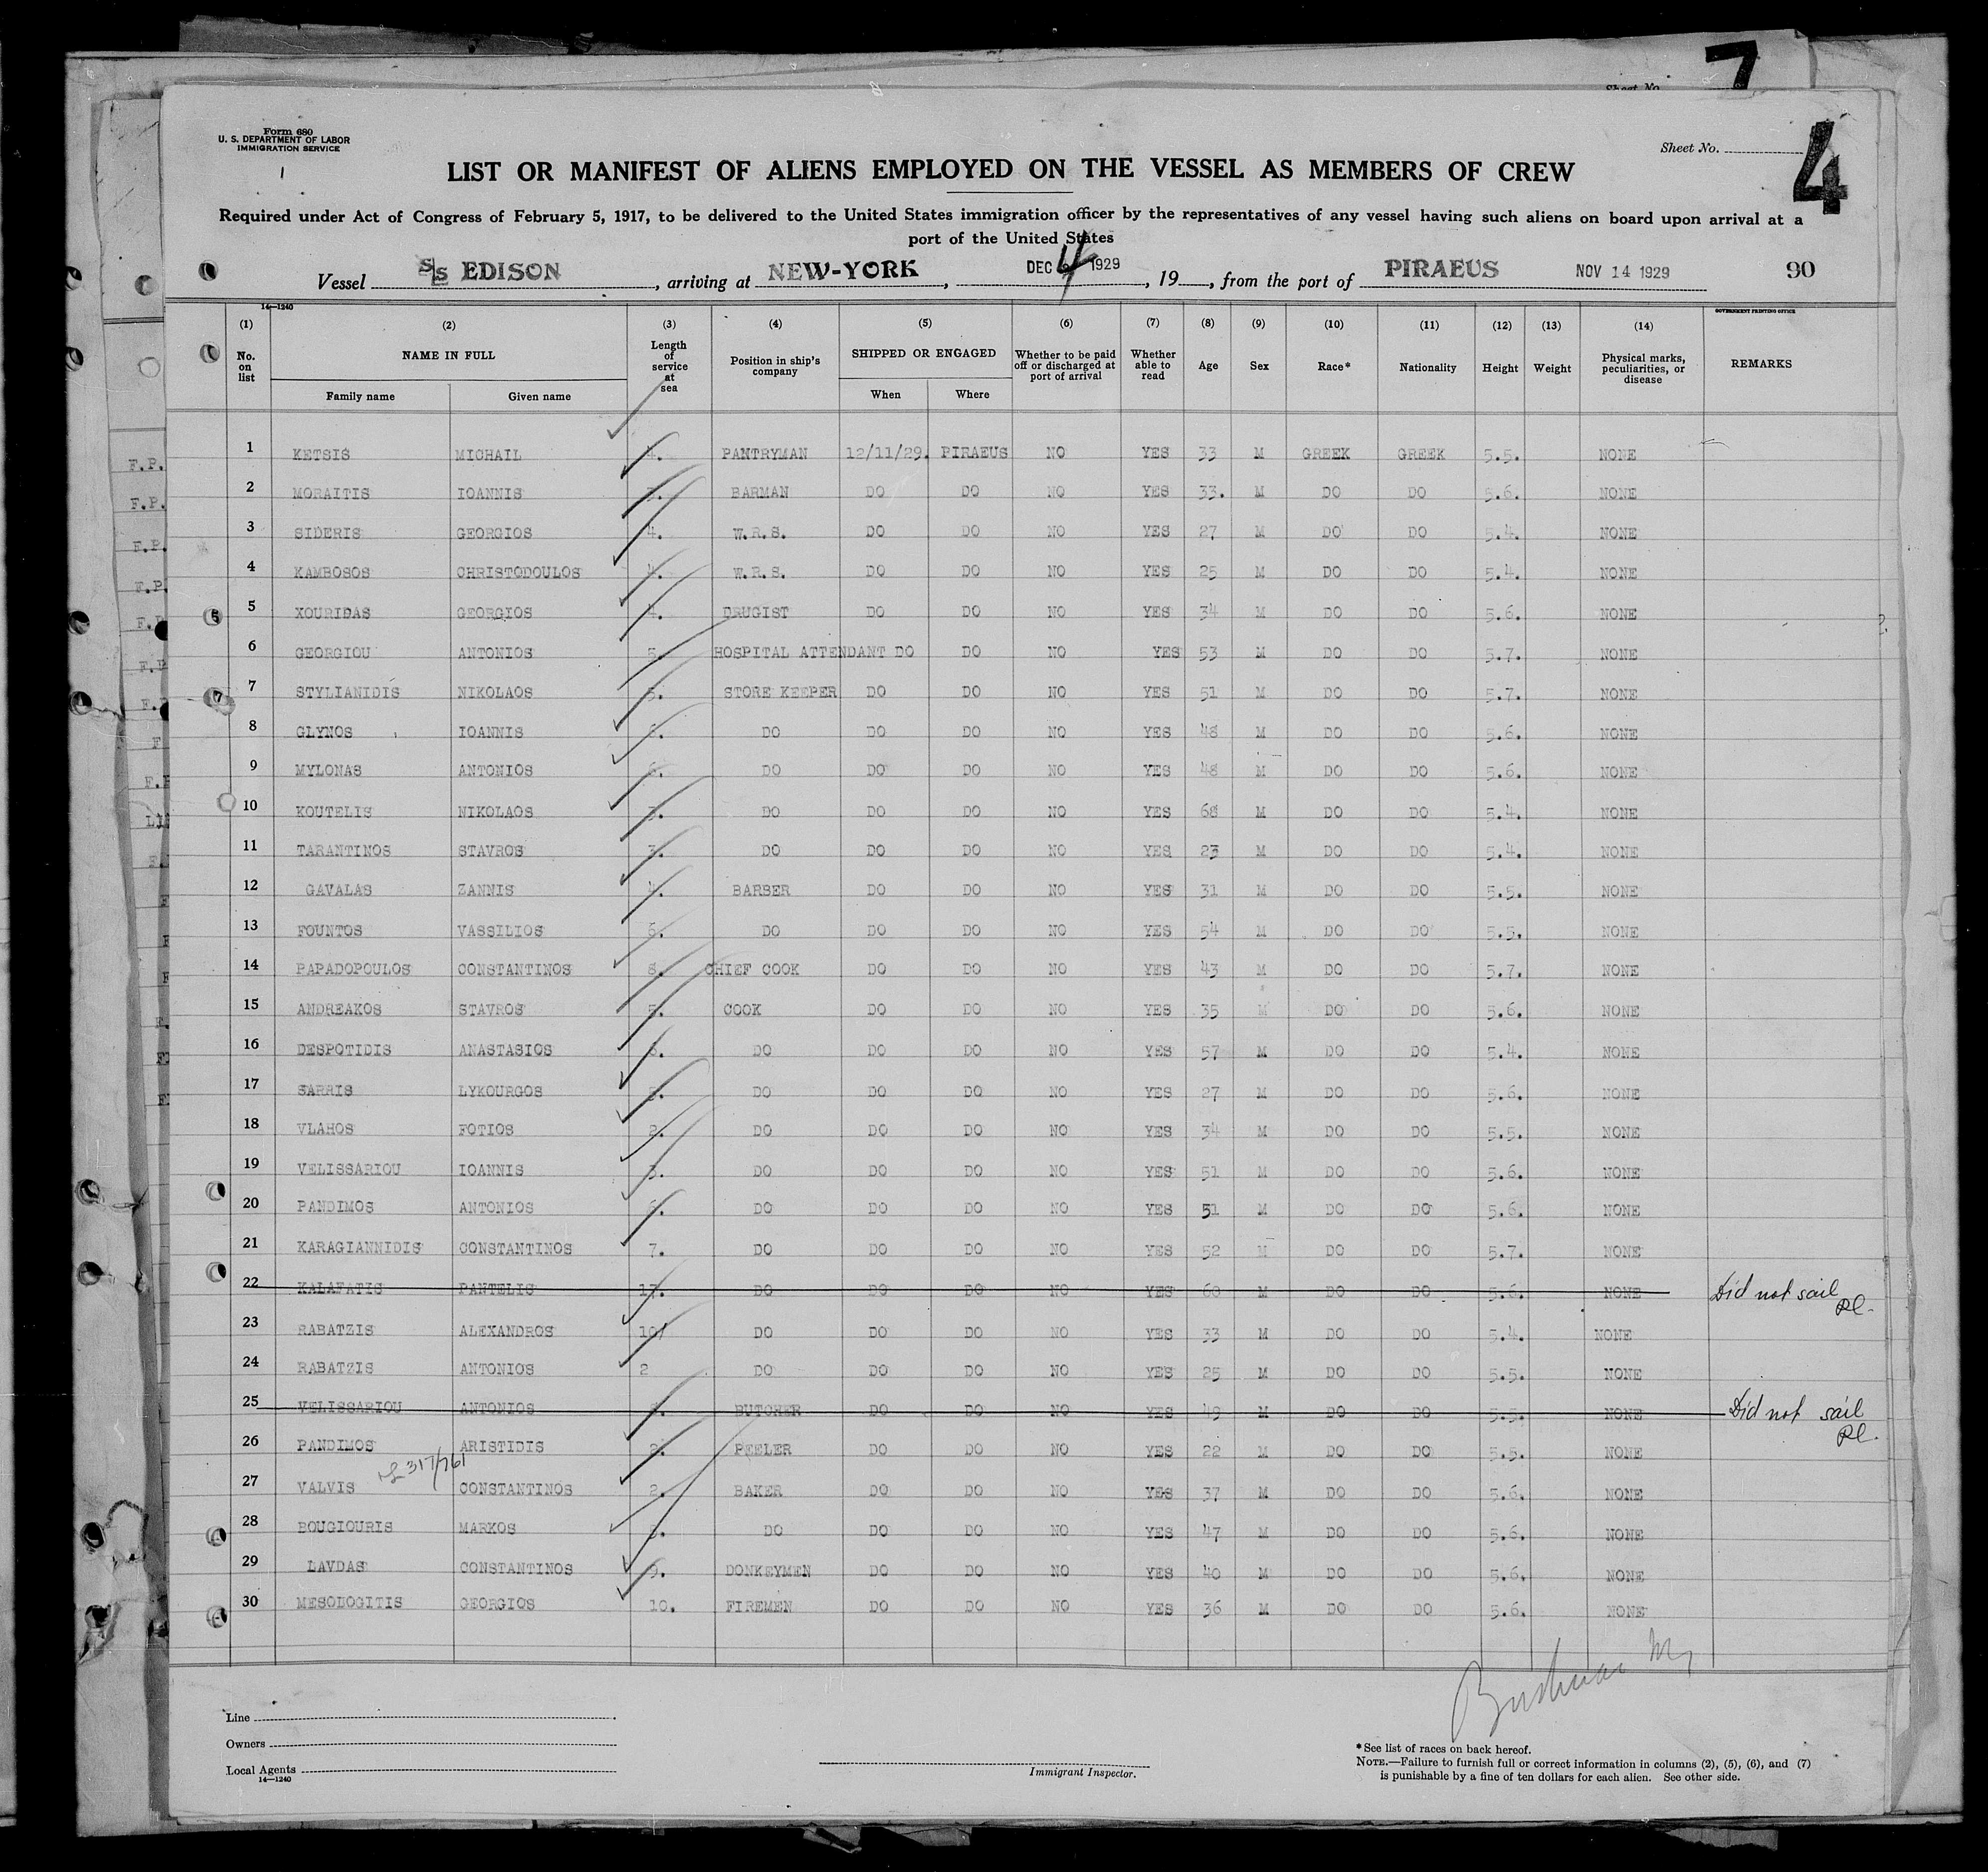 7
Sheet No.
Form 680
U. S. DEPARTMENT OF LABOR
IMMIGRATION SERVICE
Sheet No. 4
LIST OR MANIFEST OF ALIENS EMPLOYED ON THE VESSEL AS MEMBERS OF CREW
Required under Act of Congress of February 5, 1917, to be delivered to the United States immigration officer by the representatives of any vessel having such aliens on board upon arrival at a
port of the United States
Vessel S/S EDISON, arriving at NEW-YORK, DEC 4 1929, 19, from the port of PIRAEUS NOV 14 1929 90
14—1240
GOVERNMENT PRINTING OFFICE
(1) (2) (3) (4) (5) (6) (7) (8) (9) (10) (11) (12) (13) (14)
No. on list NAME IN FULL Length of service at sea Position in ship's company SHIPPED OR ENGAGED Whether to be paid off or discharged at port of arrival Whether able to read Age Sex Race* Nationality Height Weight Physical marks, peculiarities, or disease REMARKS
Family name Given name When Where
1 KETSIS MICHAIL 4. PANTRYMAN 12/11/29. PIRAEUS NO YES 33 M GREEK GREEK 5.5. NONE
2 MORAITIS IOANNIS BARMAN DO DO NO YES 33. M DO DO 5.6. NONE
3 SIDERIS GEORGIOS 4. W.R.S. DO DO NO YES 27 M DO DO 5.4. NONE
4 KAMBOSOS CHRISTODOULOS 4. W.R.S. DO DO NO YES 25 M DO DO 5.4. NONE
5 XOURIDAS GEORGIOS 4. DRUGIST DO DO NO YES 34 M DO DO 5.6. NONE
6 GEORGIOU ANTONIOS 5. HOSPITAL ATTENDANT DO DO NO YES 53 M DO DO 5.7. NONE
7 STYLIANIDIS NIKOLAOS 5. STORE KEEPER DO DO NO YES 51 M DO DO 5.7. NONE
8 GLYNOS IOANNIS DO DO DO NO YES 48 M DO DO 5.6. NONE
9 MYLONAS ANTONIOS 6. DO DO DO NO YES 48 M DO DO 5.6. NONE
10 KOUTELIS NIKOLAOS 3. DO DO DO NO YES 68 M DO DO 5.4. NONE
11 TARANTINOS STAVROS 3. DO DO DO NO YES 23 M DO DO 5.4. NONE
12 GAVALAS ZANNIS 4. BARBER DO DO NO YES 31 M DO DO 5.5. NONE
13 FOUNTOS VASSILIOS 6. DO DO DO NO YES 54 M DO DO 5.5. NONE
14 PAPADOPOULOS CONSTANTINOS 8. CHIEF COOK DO DO NO YES 43 M DO DO 5.7. NONE
15 ANDREAKOS STAVROS 5. COOK DO DO NO YES 35 M DO DO 5.6. NONE
16 DESPOTIDIS ANASTASIOS DO DO DO NO YES 57 M DO DO 5.4. NONE
17 SARRIS LYKOURGOS DO DO DO NO YES 27 M DO DO 5.6. NONE
18 VLAHOS FOTIOS 2. DO DO DO NO YES 34 M DO DO 5.5. NONE
19 VELISSARIOU IOANNIS 3. DO DO DO NO YES 51 M DO DO 5.6. NONE
20 PANDIMOS ANTONIOS DO DO DO NO YES 51 M DO DO 5.6. NONE
21 KARAGIANNIDIS CONSTANTINOS 7. DO DO DO NO YES 52 M DO DO 5.7. NONE
22 KALAFATIS PANTELIS 17. DO DO DO NO YES 60 M DO DO 5.6. NONE Did not sail Rl.
23 RABATZIS ALEXANDROS 10/ DO DO DO NO YES 33 M DO DO 5.4. NONE
24 RABATZIS ANTONIOS 2 DO DO DO NO YES 25 M DO DO 5.5. NONE
25 VELISSARIOU ANTONIOS BUTCHER DO DO NO YES 49 M DO DO 5.5. NONE Did not sail Rl.
26 PANDIMOS ARISTIDIS 2. PEELER DO DO NO YES 22 M DO DO 5.5. NONE
317/761
27 VALVIS CONSTANTINOS 2. BAKER DO DO NO YES 37 M DO DO 5.6. NONE
28 BOUGIOURIS MARKOS DO DO DO NO YES 47 M DO DO 5.6. NONE
29 LAVDAS CONSTANTINOS 9. DONKEYMEN DO DO NO YES 40 M DO DO 5.6. NONE
30 MESOLOGITIS GEORGIOS 10. FIREMEN DO DO NO YES 36 M DO DO 5.6. NONE
Line
Owners
Local Agents
14—1240
Immigrant Inspector.
*See list of races on back hereof.
NOTE.—Failure to furnish full or correct information in columns (2), (5), (6), and (7)
is punishable by a fine of ten dollars for each alien. See other side.